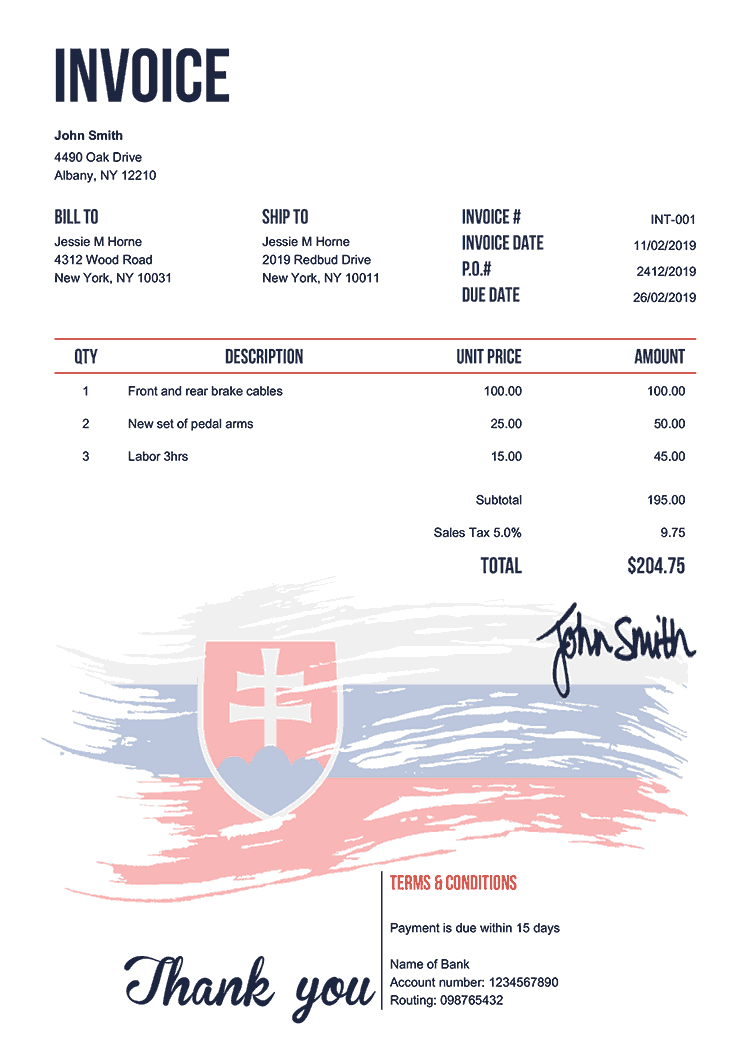 INVOICE
John Smith
4490 Oak Drive
Albany, NY 12210
BILL TO
Jessie M Horne
4312 Wood Road
New York, NY 10031
SHIP TO
Jessie M Horne
2019 Redbud Drive
New York, NY 10011
INVOICE # INT-001
INVOICE DATE 11/02/2019
P.O.# 2412/2019
DUE DATE 26/02/2019
QTY DESCRIPTION UNIT PRICE AMOUNT
1 Front and rear brake cables 100.00 100.00
2 New set of pedal arms 25.00 50.00
3 Labor 3hrs 15.00 45.00
Subtotal 195.00
Sales Tax 5.0% 9.75
TOTAL $204.75
John Smith
TERMS & CONDITIONS
Payment is due within 15 days
Name of Bank
Account number: 1234567890
Routing: 098765432
Thank you